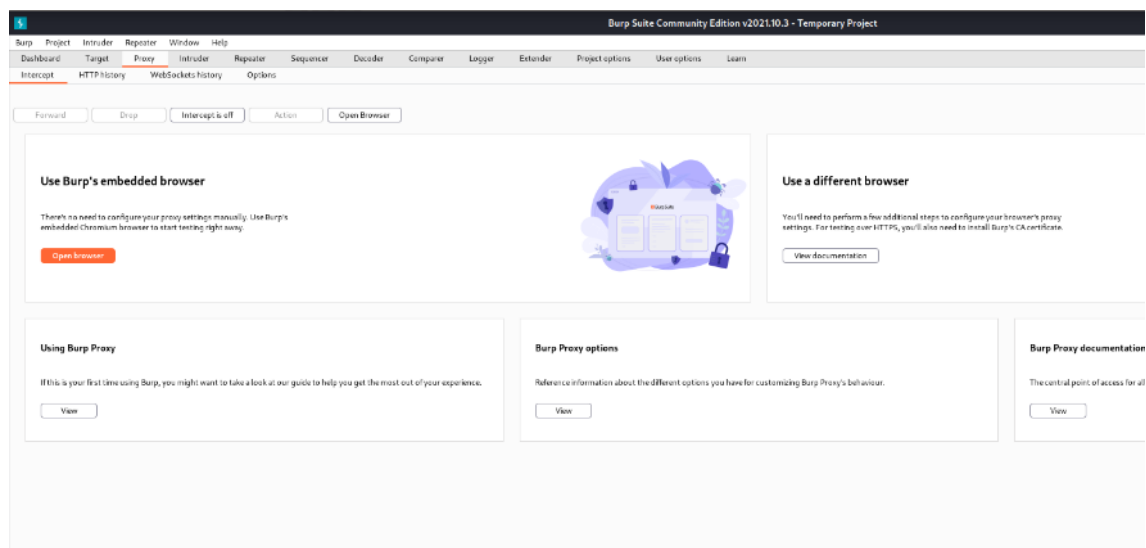 Burp Suite Community Edition v2021.10.3 - Temporary Project
Burp Project Intruder Repeater Window Help
Dashboard Target Proxy Intruder Repeater Sequencer Decoder Comparer Logger Extender Project options User options Learn
Intercept HTTP history WebSockets history Options
Forward Drop Intercept is off Action Open Browser
Use Burp's embedded browser
There's no need to configure your proxy settings manually. Use Burp's
embedded Chromium browser to start testing right away.
Open browser
Use a different browser
You'll need to perform a few additional steps to configure your browser's proxy
settings. For testing over HTTPS, you'll also need to install Burp's CA certificate.
View documentation
Using Burp Proxy
If this is your first time using Burp, you might want to take a look at our guide to help you get the most out of your experience.
View
Burp Proxy options
Reference information about the different options you have for customizing Burp Proxy's behaviour.
View
Burp Proxy documentation
The central point of access for all
View